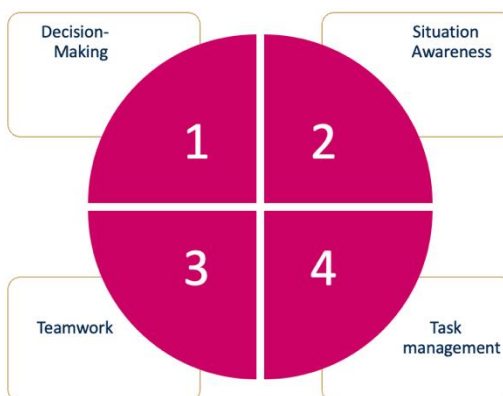 Decision-
Making
Situation
Awareness
1
2
3
4
Teamwork
Task
management